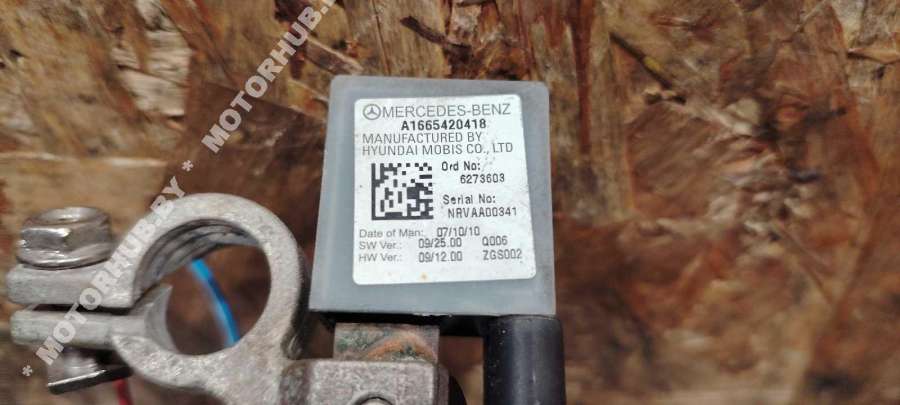 MERCEDES-BENZ
A1665420418
MANUFACTURED BY
HYUNDAI MOBIS CO., LTD
Ord No:
6273603
Serial No:
NRVAA00341
Date of Man: 07/10/10
SW Ver.: 09/25.00 Q006
HW Ver.: 09/12.00 ZGS002
* MOTORHUB.BY * MOTORHUB.BY